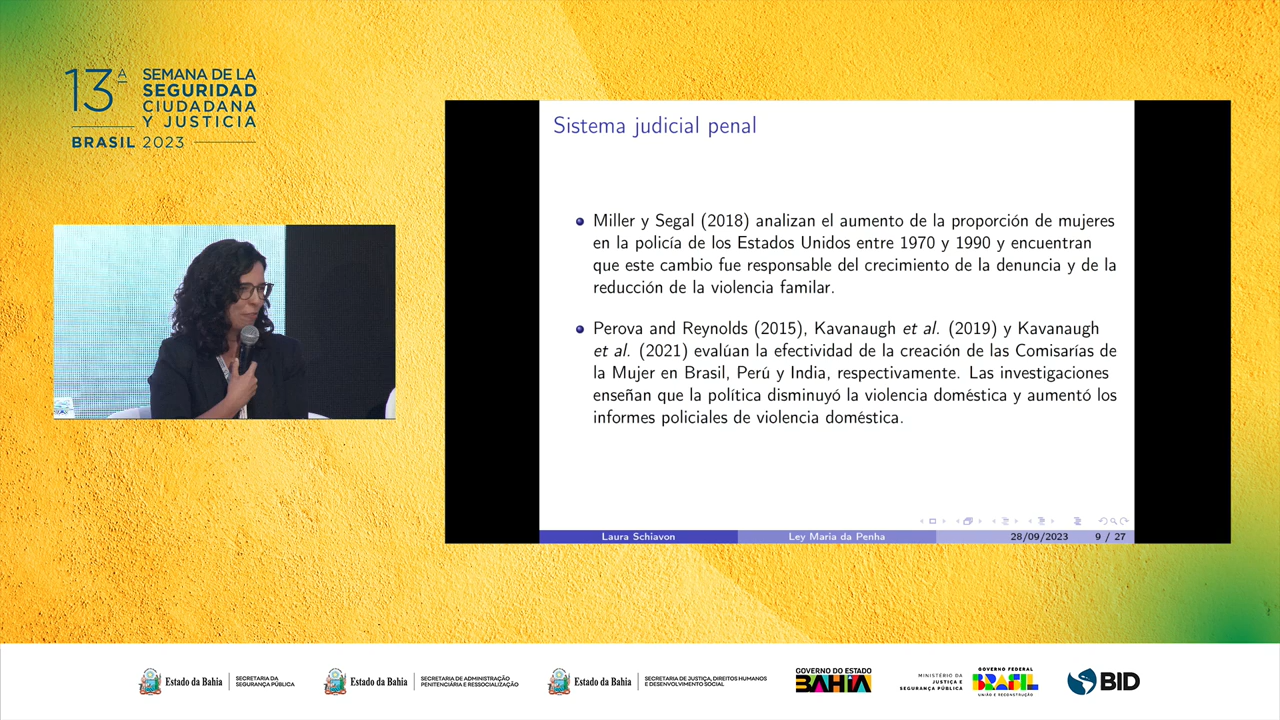 13ª
SEMANA DE LA
SEGURIDAD
CIUDADANA
Y JUSTICIA
BRASIL 2023
Sistema judicial penal
Miller y Segal (2018) analizan el aumento de la proporción de mujeres
en la policía de los Estados Unidos entre 1970 y 1990 y encuentran
que este cambio fue responsable del crecimiento de la denuncia y de la
reducción de la violencia familar.
Perova and Reynolds (2015), Kavanaugh et al. (2019) y Kavanaugh
et al. (2021) evalúan la efectividad de la creación de las Comisarías de
la Mujer en Brasil, Perú y India, respectivamente. Las investigaciones
enseñan que la política disminuyó la violencia doméstica y aumentó los
informes policiales de violencia doméstica.
Laura Schiavon
Ley Maria da Penha
28/09/2023
9 / 27
Estado da Bahia
SECRETARIA DA
SEGURANÇA PÚBLICA
Estado da Bahia
SECRETARIA DE ADMINISTRAÇÃO
PENITENCIÁRIA E RESSOCIALIZAÇÃO
Estado da Bahia
SECRETARIA DE JUSTIÇA, DIREITOS HUMANOS
E DESENVOLVIMENTO SOCIAL
GOVERNO DO ESTADO
BAHIA
MINISTÉRIO DA
JUSTIÇA E
SEGURANÇA PÚBLICA
GOVERNO FEDERAL
BRASIL
UNIÃO E RECONSTRUÇÃO
BID